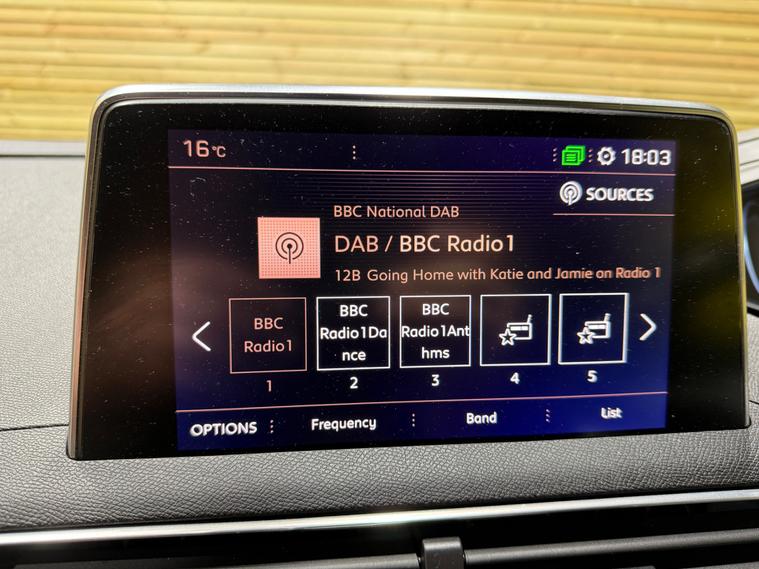 16°C
18:03
SOURCES
BBC National DAB
DAB / BBC Radio1
12B Going Home with Katie and Jamie on Radio 1
BBC
Radio1
BBC
Radio1Da
nce
BBC
Radio1Ant
hms
1
2
3
4
5
OPTIONS
Frequency
Band
List